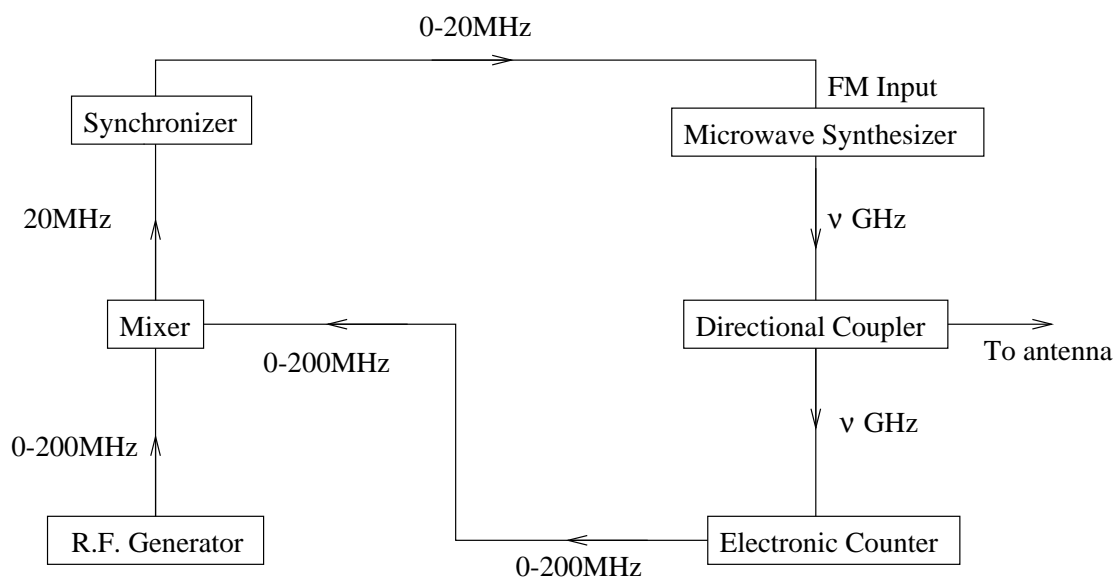 0-20MHz
FM Input
Synchronizer
Microwave Synthesizer
20MHz
ν GHz
Mixer
Directional Coupler
0-200MHz
To antenna
ν GHz
0-200MHz
R.F. Generator
Electronic Counter
0-200MHz